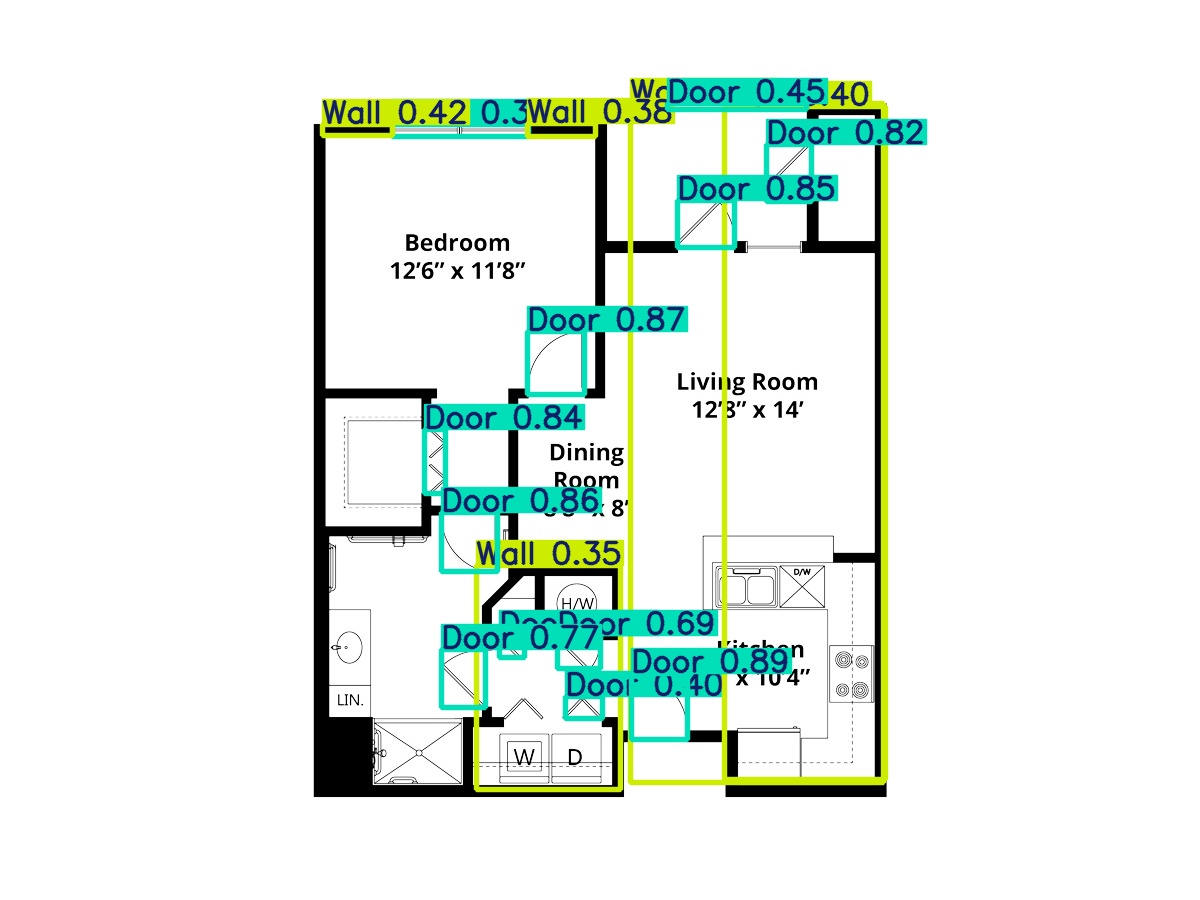 Door 0.45
40
Wall 0.42
0.3
Wall 0.38
Door 0.82
Door 0.85
Bedroom
12’6” x 11’8”
Door 0.87
Living Room
12’8” x 14’
Door 0.84
Dining
Room
x 8’
Door 0.86
Wall 0.35
D/W
H/W
Door 0.69
Door 0.77
Kitchen
Door 0.89
x 10’4”
Door 0.40
LIN.
W
D